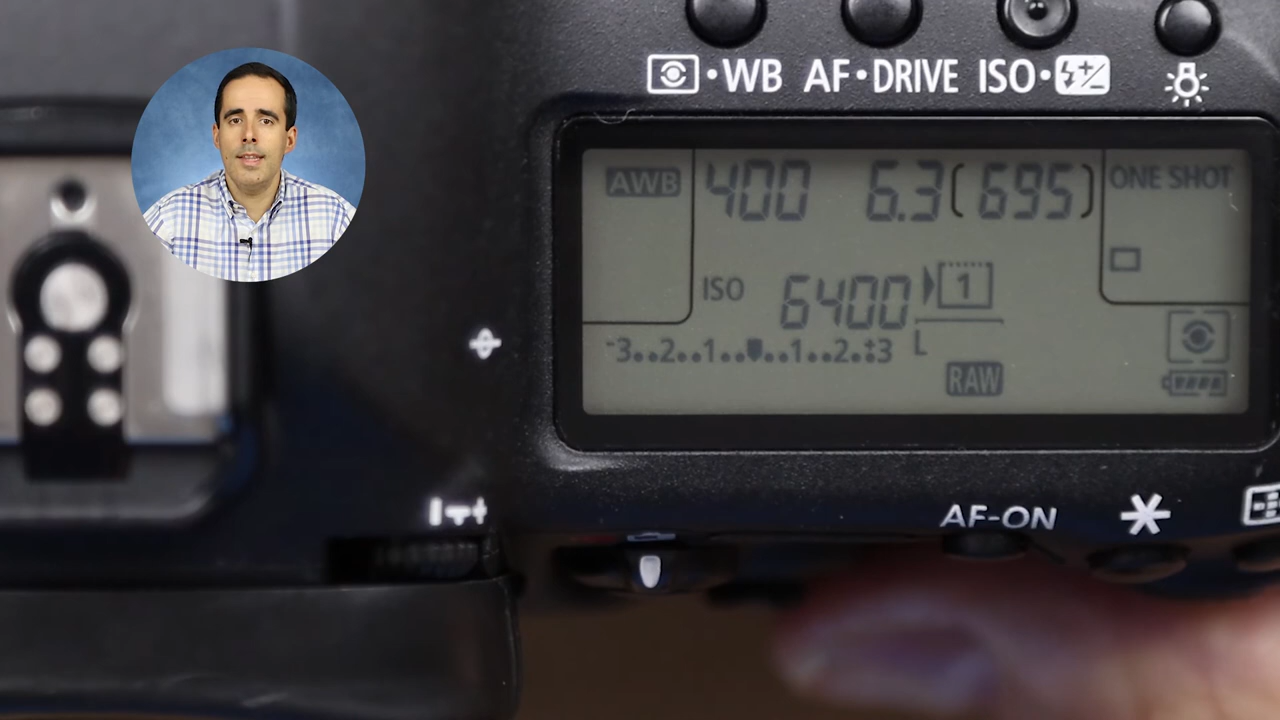 WB AF•DRIVE ISO•
AWB 400 6.3 (695) ONE SHOT
ISO 6400 1
-3..2..1..▼..1..2.:3 L
RAW
AF-ON